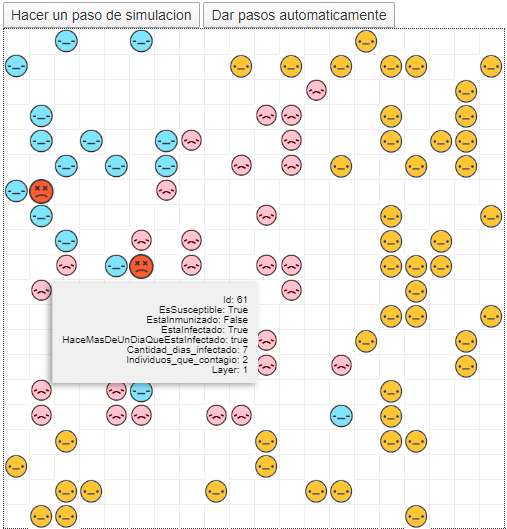 Hacer un paso de simulacion Dar pasos automaticamente
Id: 61
EsSusceptible: True
EstaInmunizado: False
EstaInfectado: True
HaceMasDeUnDiaQueEstaInfectado: true
Cantidad_dias_infectado: 7
Individuos_que_contagio: 2
Layer: 1